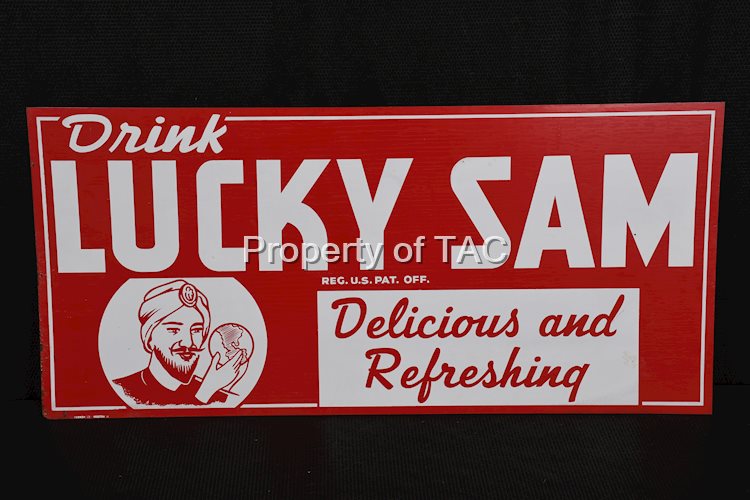 Drink
LUCKY SAM
Property of TAC
REG. U.S. PAT. OFF.
Delicious and
Refreshing